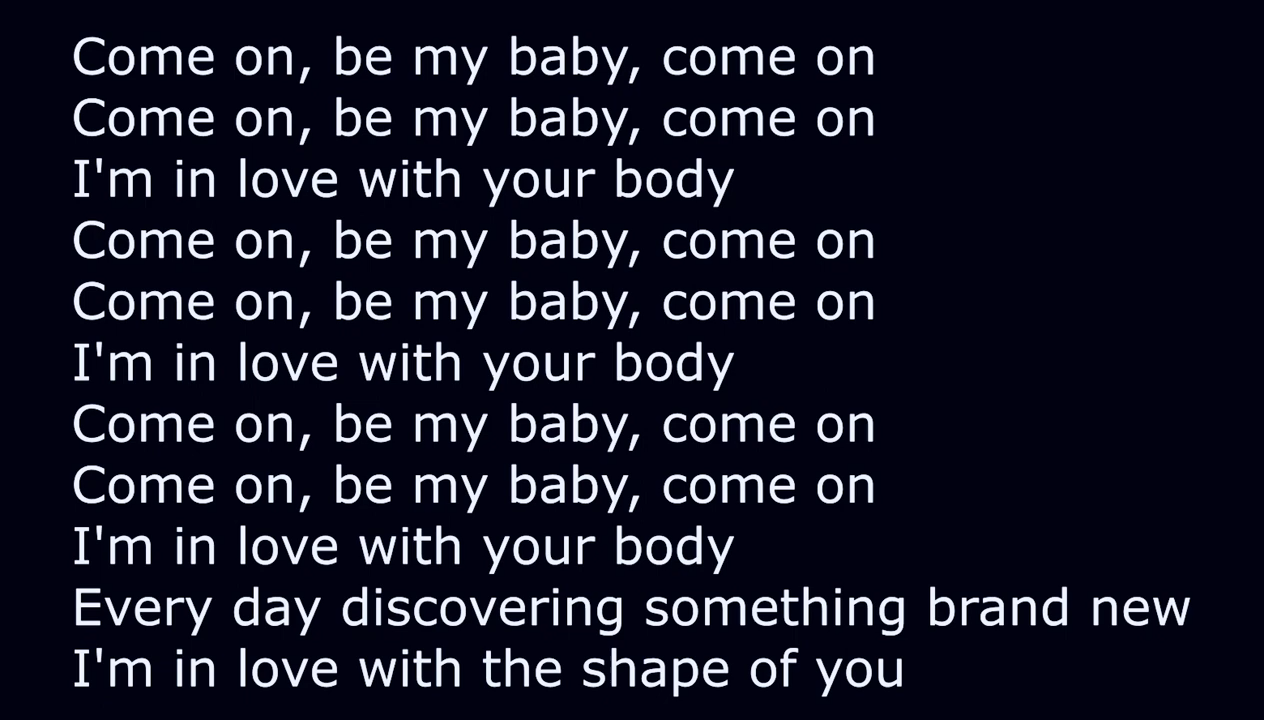 Come on, be my baby, come on
Come on, be my baby, come on
I'm in love with your body
Come on, be my baby, come on
Come on, be my baby, come on
I'm in love with your body
Come on, be my baby, come on
Come on, be my baby, come on
I'm in love with your body
Every day discovering something brand new
I'm in love with the shape of you